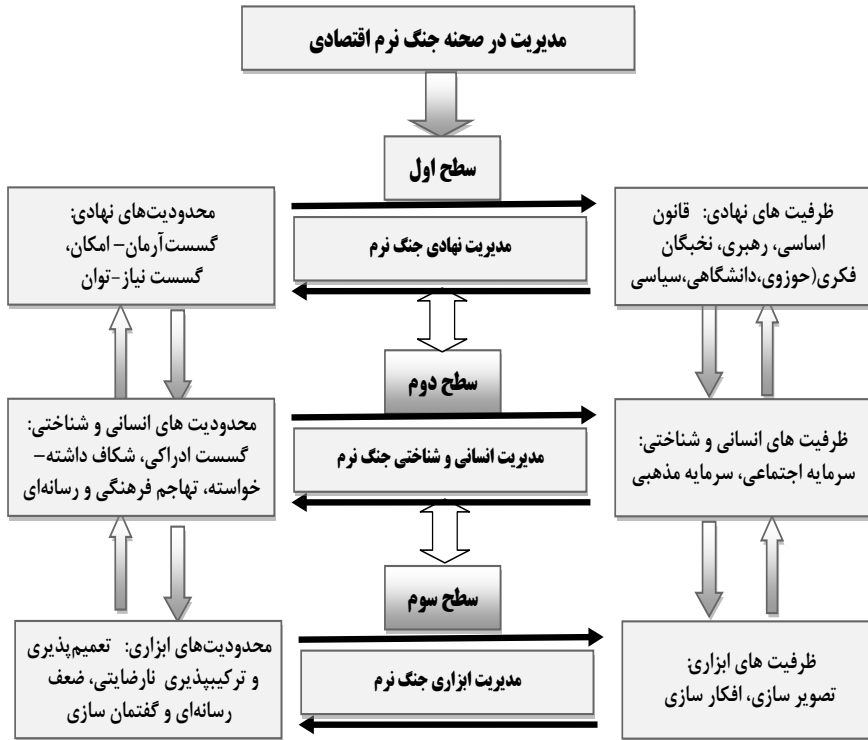 مدیریت در صحنه جنگ نرم اقتصادی
سطح اول
ظرفیت های نهادی: قانون
اساسی، رهبری، نخبگان
فکری(حوزوی،دانشگاهی،سیاسی
مدیریت نهادی جنگ نرم
محدودیت‌های نهادی:
گسست‌آرمان– امکان،
گسست نیاز-توان
سطح دوم
ظرفیت های انسانی و شناختی:
سرمایه اجتماعی، سرمایه مذهبی
مدیریت انسانی و شناختی جنگ نرم
محدودیت های انسانی و شناختی:
گسست ادراکی، شکاف داشته–
خواسته، تهاجم فرهنگی و رسانه‌ای
سطح سوم
ظرفیت های ابزاری:
تصویر سازی، افکار سازی
مدیریت ابزاری جنگ نرم
محدودیت‌های ابزاری: تعمیم‌پذیری
و ترکیبپذیری نارضایتی، ضعف
رسانه‌ای و گفتمان سازی